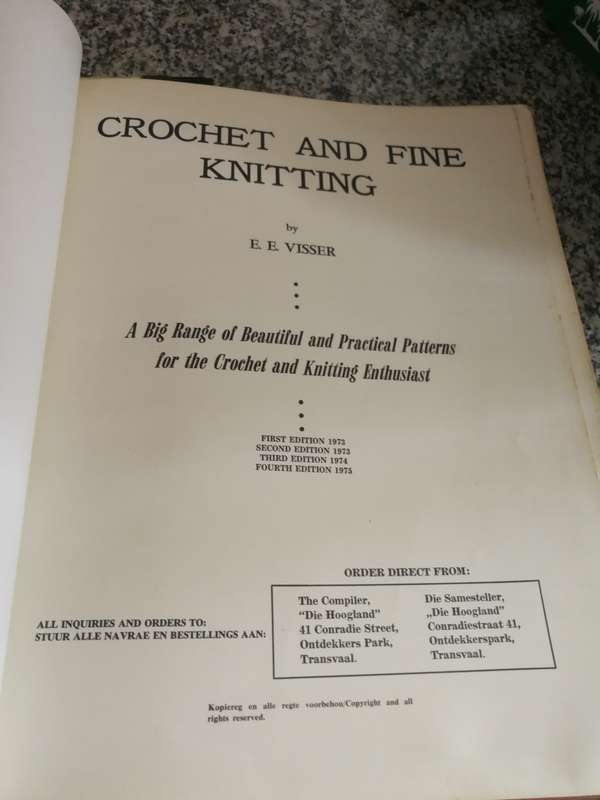 CROCHET AND FINE
KNITTING
by
E. E. VISSER
A Big Range of Beautiful and Practical Patterns
for the Crochet and Knitting Enthusiast
FIRST EDITION 1973
SECOND EDITION 1973
THIRD EDITION 1974
FOURTH EDITION 1975
ORDER DIRECT FROM:
ALL INQUIRIES AND ORDERS TO:
STUUR ALLE NAVRAE EN BESTELLINGS AAN:
The Compiler,
"Die Hoogland"
41 Conradie Street,
Ontdekkers Park,
Transvaal.
Die Samesteller,
„Die Hoogland"
Conradiestraat 41,
Ontdekkerspark,
Transvaal.
Kopiereg en alle regte voorbehou/Copyright and all
rights reserved.